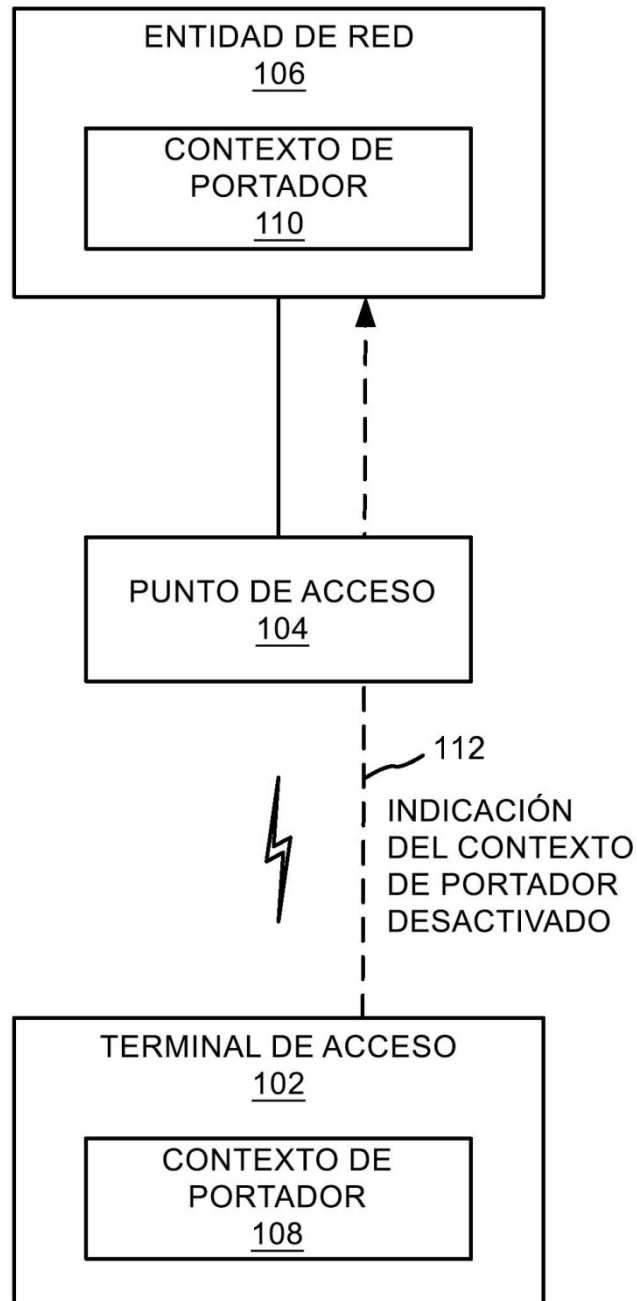 ENTIDAD DE RED
106
CONTEXTO DE
PORTADOR
110
PUNTO DE ACCESO
104
112
INDICACIÓN
DEL CONTEXTO
DE PORTADOR
DESACTIVADO
TERMINAL DE ACCESO
102
CONTEXTO DE
PORTADOR
108